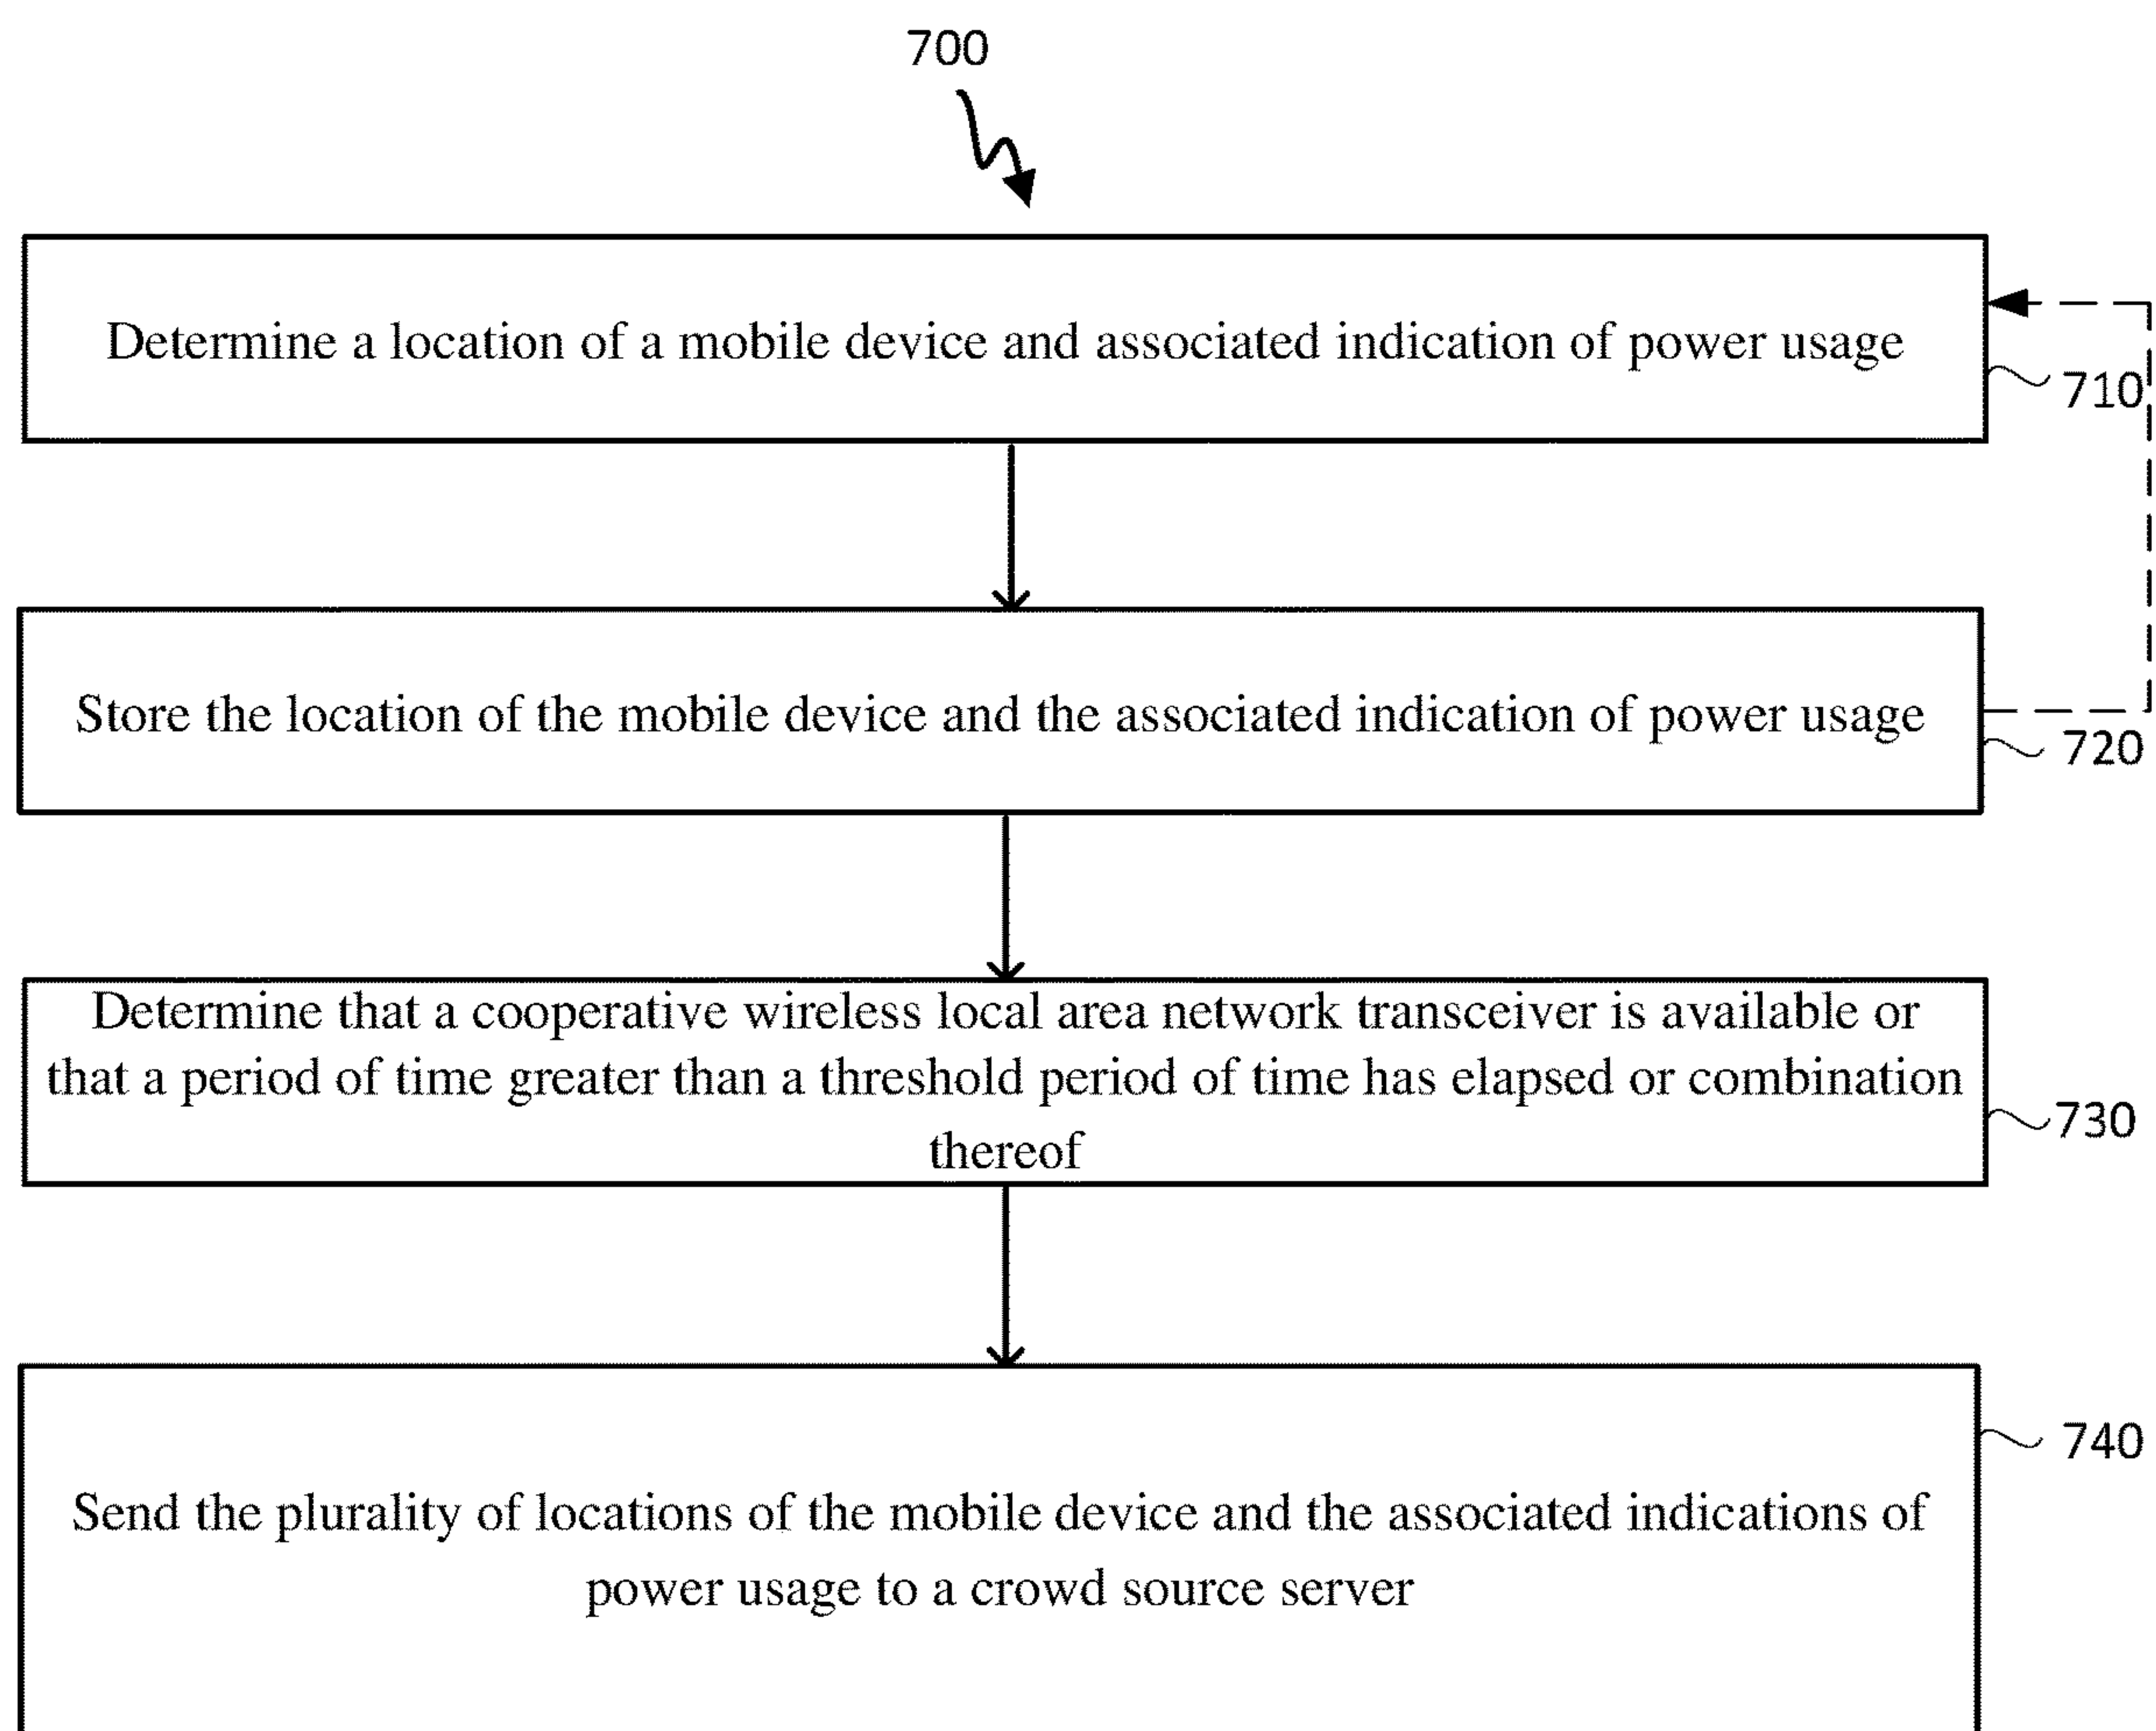 700
Determine a location of a mobile device and associated indication of power usage
710
Store the location of the mobile device and the associated indication of power usage
720
Determine that a cooperative wireless local area network transceiver is available or
that a period of time greater than a threshold period of time has elapsed or combination
thereof
730
740
Send the plurality of locations of the mobile device and the associated indications of
power usage to a crowd source server